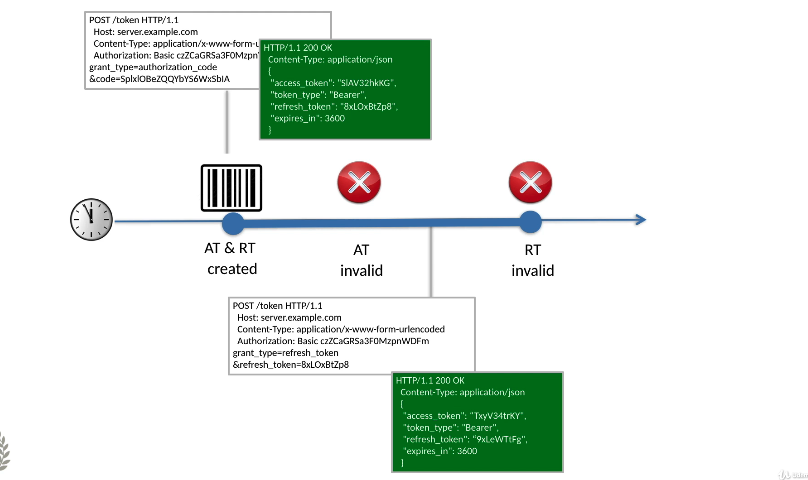 POST /token HTTP/1.1
Host: server.example.com
Content-Type: application/x-www-form-u
Authorization: Basic czZCaGRSa3F0Mzpn
grant_type=authorization_code
&code=SplxlOBeZQQYbYS6WxSbIA
HTTP/1.1 200 OK
Content-Type: application/json
{
"access_token": "SlAV32hkKG",
"token_type": "Bearer",
"refresh_token": "8xLOxBtZp8",
"expires_in": 3600
}
AT & RT
created
AT
invalid
RT
invalid
POST /token HTTP/1.1
Host: server.example.com
Content-Type: application/x-www-form-urlencoded
Authorization: Basic czZCaGRSa3F0MzpnWDFm
grant_type=refresh_token
&refresh_token=8xLOxBtZp8
HTTP/1.1 200 OK
Content-Type: application/json
{
"access_token": "TxyV34trKY",
"token_type": "Bearer",
"refresh_token": "9xLeWTtFg",
"expires_in": 3600
}